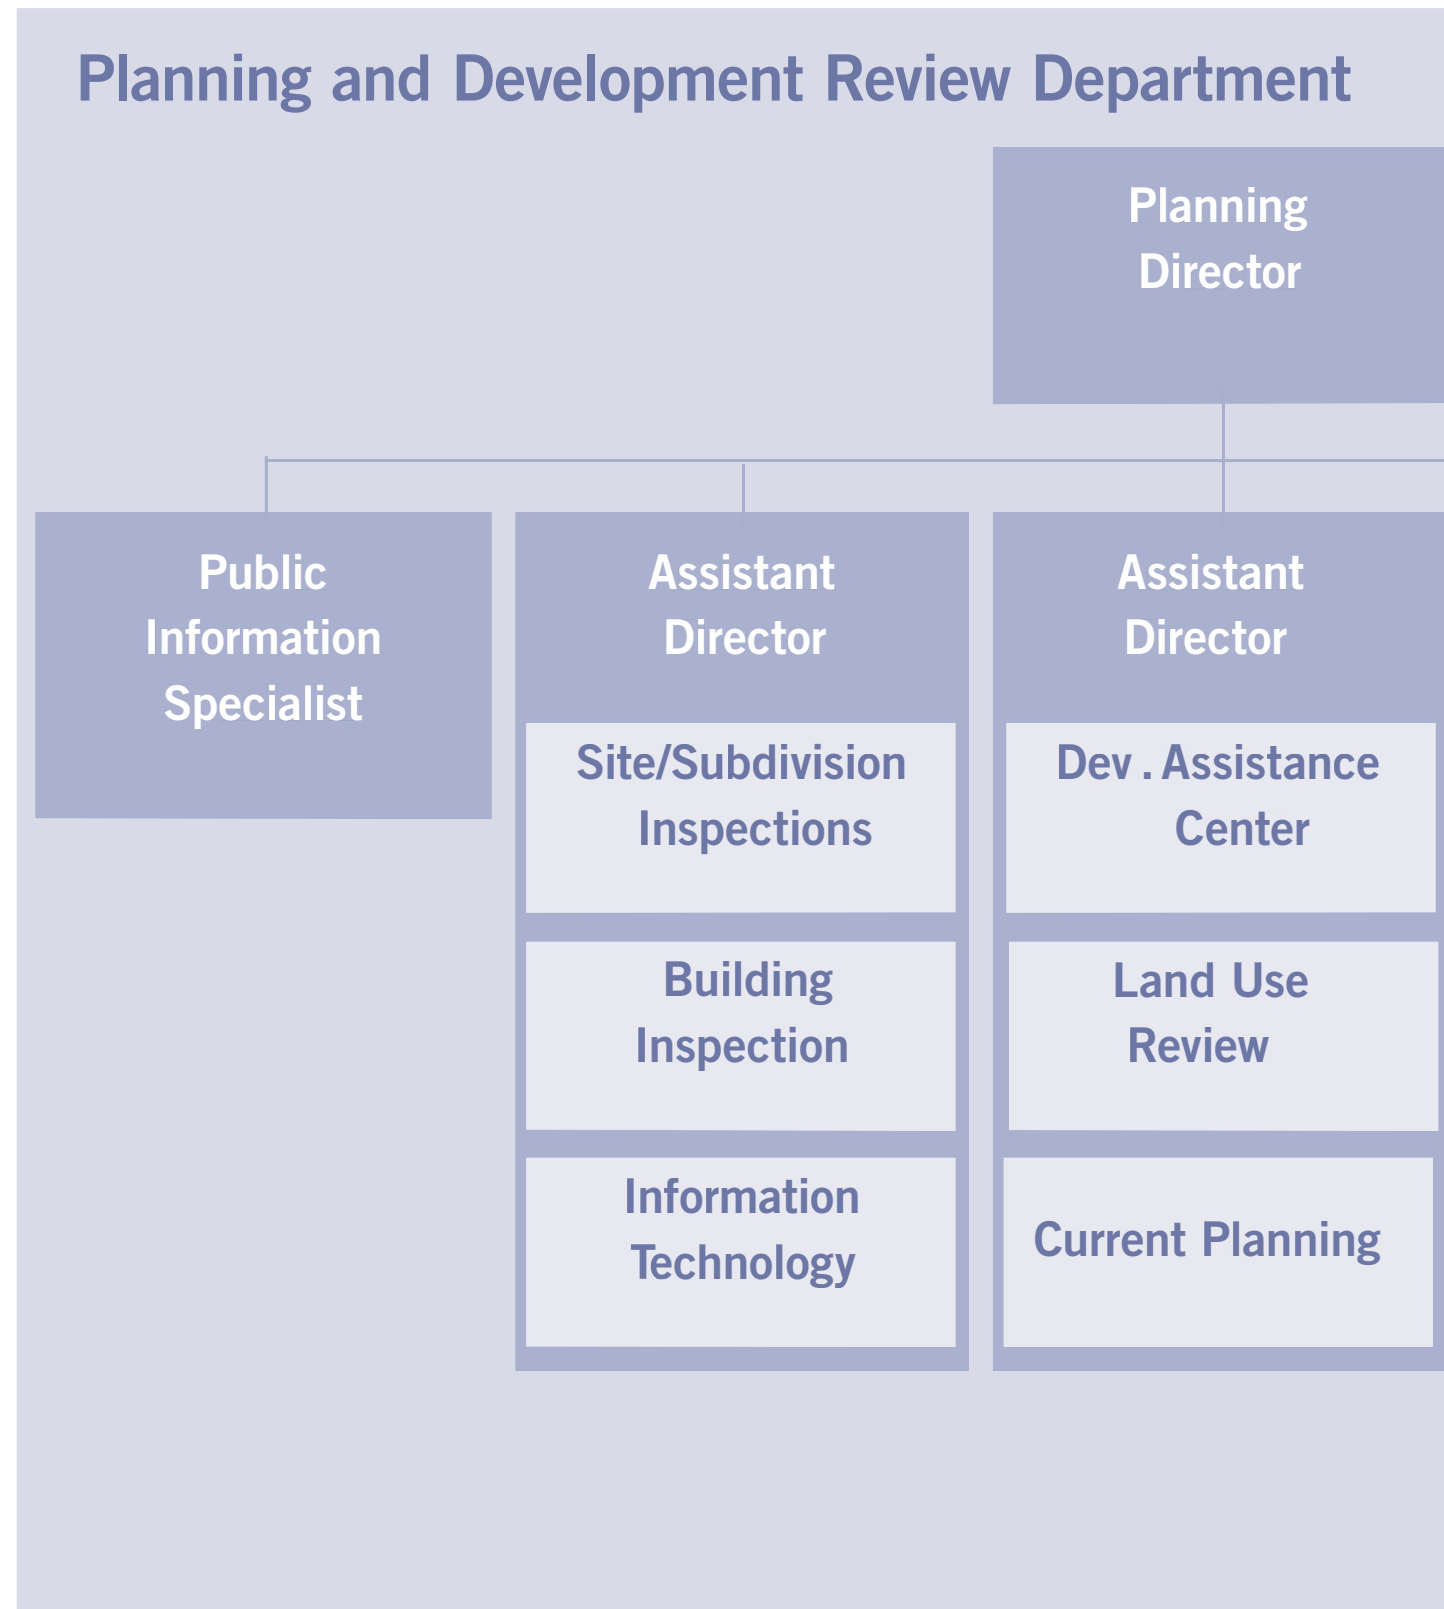 Planning and Development Review Department
Planning
Director
Public
Information
Specialist
Assistant
Director
Site/Subdivision
Inspections
Building
Inspection
Information
Technology
Assistant
Director
Dev . Assistance
Center
Land Use
Review
Current Planning